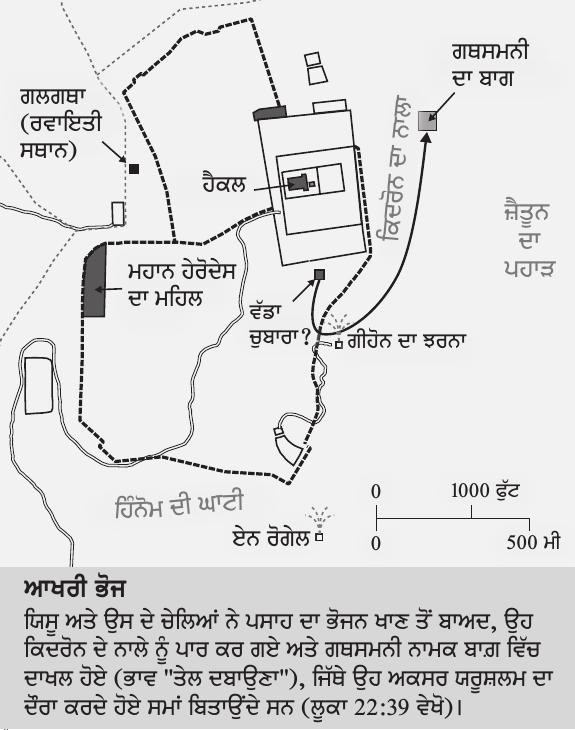 ਗਥਸਮਨੀ
ਦਾ ਬਾਗ
ਗਲਗਥਾ
(ਰਵਾਇਤੀ
ਸਥਾਨ)
ਕਿਦਰੋਨ ਦਾ ਨਾਲਾ
ਹੈਕਲ
ਜ਼ੈਤੂਨ
ਦਾ
ਪਹਾੜ
ਮਹਾਨ ਹੇਰੋਦੇਸ
ਦਾ ਮਹਿਲ
ਵੱਡਾ
ਚੁਬਾਰਾ?
ਗੀਹੋਨ ਦਾ ਝਰਨਾ
ਹਿੰਨੋਮ ਦੀ ਘਾਟੀ
ਏਨ ਰੋਗੇਲ
0 1000 ਫੁੱਟ
0 500 ਮੀ
ਆਖਰੀ ਭੋਜ
ਯਿਸੂ ਅਤੇ ਉਸ ਦੇ ਚੇਲਿਆਂ ਨੇ ਪਸਾਹ ਦਾ ਭੋਜਨ ਖਾਣ ਤੋਂ ਬਾਅਦ, ਉਹ
ਕਿਦਰੋਨ ਦੇ ਨਾਲੇ ਨੂੰ ਪਾਰ ਕਰ ਗਏ ਅਤੇ ਗਥਸਮਨੀ ਨਾਮਕ ਬਾਗ਼ ਵਿੱਚ
ਦਾਖਲ ਹੋਏ (ਭਾਵ "ਤੇਲ ਦਬਾਉਣਾ"), ਜਿੱਥੇ ਉਹ ਅਕਸਰ ਯਰੂਸ਼ਲਮ ਦਾ
ਦੌਰਾ ਕਰਦੇ ਹੋਏ ਸਮਾਂ ਬਿਤਾਉਂਦੇ ਸਨ (ਲੂਕਾ 22:39 ਵੇਖੋ)।